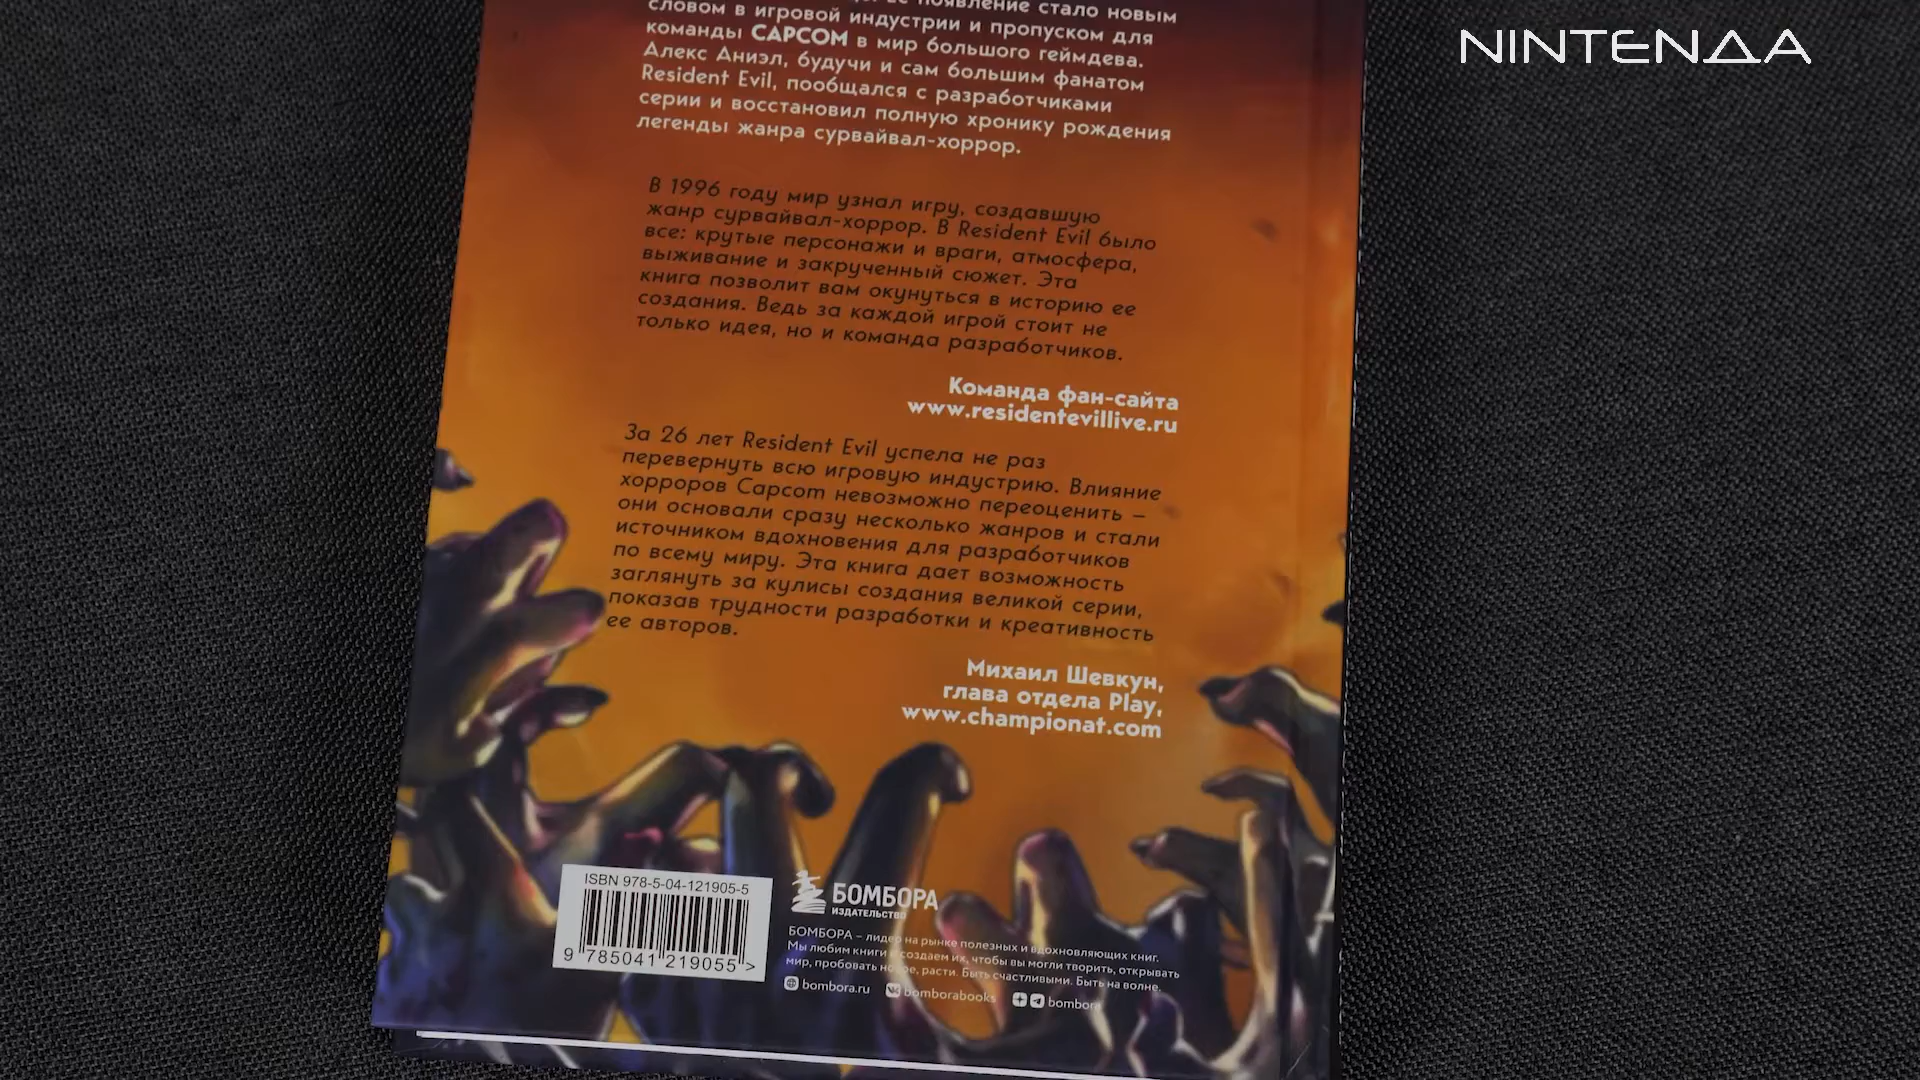 появление стало новым
словом в игровой индустрии и пропуском для
команды CAPCOM в мир большого геймдева.
Алекс Аниэл, будучи и сам большим фанатом
Resident Evil, пообщался с разработчиками
серии и восстановил полную хронику рождения
легенды жанра сурвайвал-хоррор.
В 1996 году мир узнал игру, создавшую
жанр сурвайвал-хоррор. В Resident Evil было
все: крутые персонажи и враги, атмосфера,
выживание и закрученный сюжет. Эта
книга позволит вам окунуться в историю ее
создания. Ведь за каждой игрой стоит не
только идея, но и команда разработчиков.
Команда фан-сайта
www.residentevillive.ru
За 26 лет Resident Evil успела не раз
перевернуть всю игровую индустрию. Влияние
хорроров Capcom невозможно переоценить –
они основали сразу несколько жанров и стали
источником вдохновения для разработчиков
по всему миру. Эта книга дает возможность
заглянуть за кулисы создания великой серии,
показав трудности разработки и креативность
ее авторов.
Михаил Шевкун,
глава отдела Play,
www.championat.com
ISBN 978-5-04-121905-5
9 785041 219055 >
БОМБОРА
ИЗДАТЕЛЬСТВО
БОМБОРА – лидер на рынке полезных и вдохновляющих книг.
Мы любим книги и создаем их, чтобы вы могли творить, открывать
мир, пробовать новое, расти. Быть счастливыми. Быть на волне.
bombora.ru bomborabooks bombora
NINTENДА